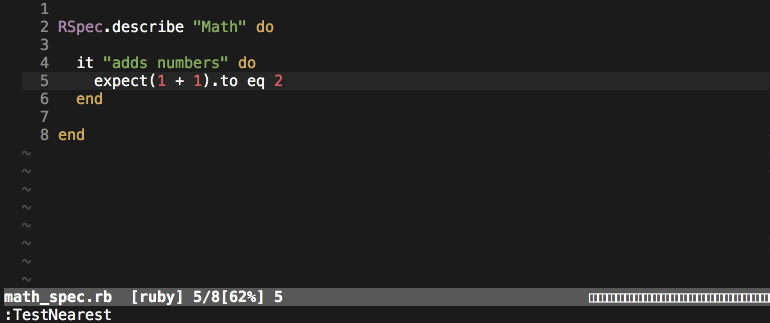 1
2 RSpec.describe "Math" do
3
4   it "adds numbers" do
5     expect(1 + 1).to eq 2
6   end
7
8 end
~
~
~
~
~
~
~
~
math_spec.rb  [ruby] 5/8[62%] 5
:TestNearest